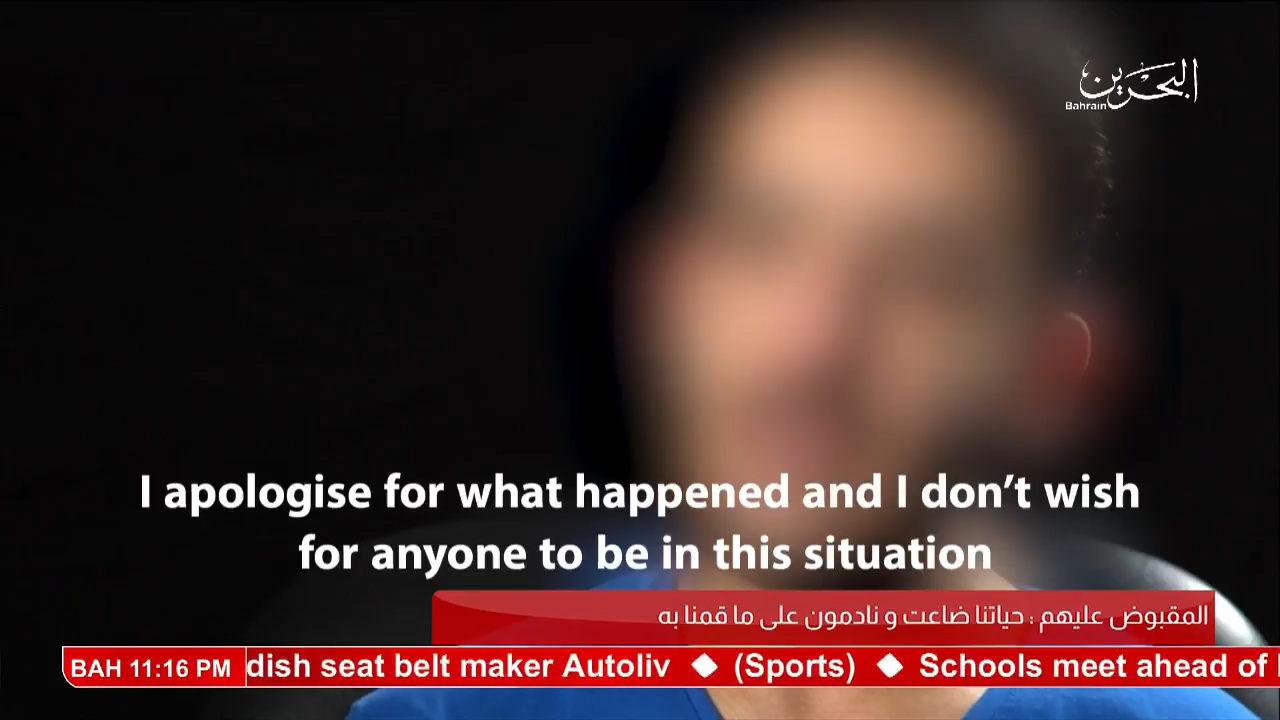 البحرين
Bahrain
I apologise for what happened and I don't wish
for anyone to be in this situation
المقبوض عليهم : حياتنا ضاعت و نادمون على ما قمنا به
BAH 11:16 PM dish seat belt maker Autoliv ◆ (Sports) ◆ Schools meet ahead of